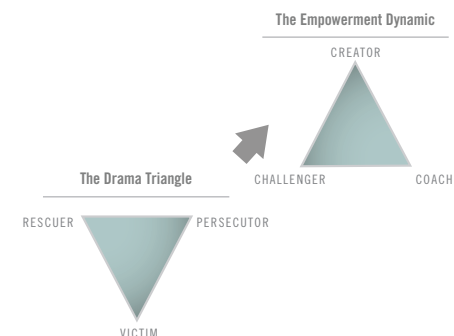 The Empowerment Dynamic
CREATOR
CHALLENGER COACH
The Drama Triangle
RESCUER PERSECUTOR
VICTIM